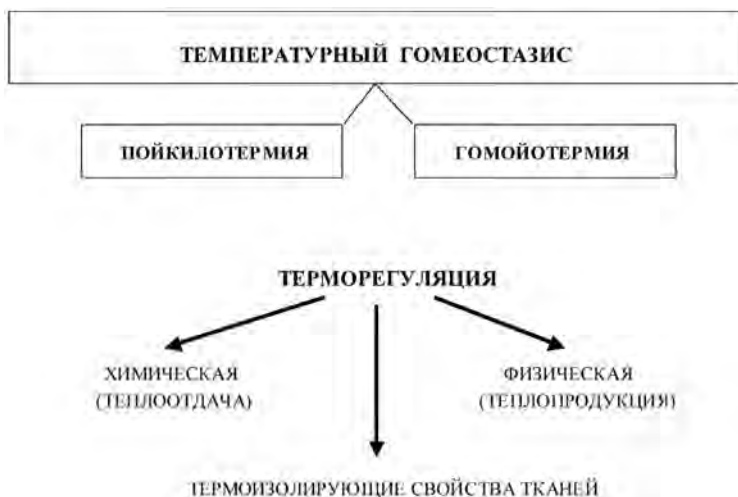 ТЕМПЕРАТУРНЫЙ ГОМЕОСТАЗИС
ПОЙКИЛОТЕРМИЯ
ГОМОЙОТЕРМИЯ
ТЕРМОРЕГУЛЯЦИЯ
ХИМИЧЕСКАЯ
(ТЕПЛООТДАЧА)
ФИЗИЧЕСКАЯ
(ТЕПЛОПРОДУКЦИЯ)
ТЕРМОИЗОЛИРУЮЩИЕ СВОЙСТВА ТКАНЕЙ